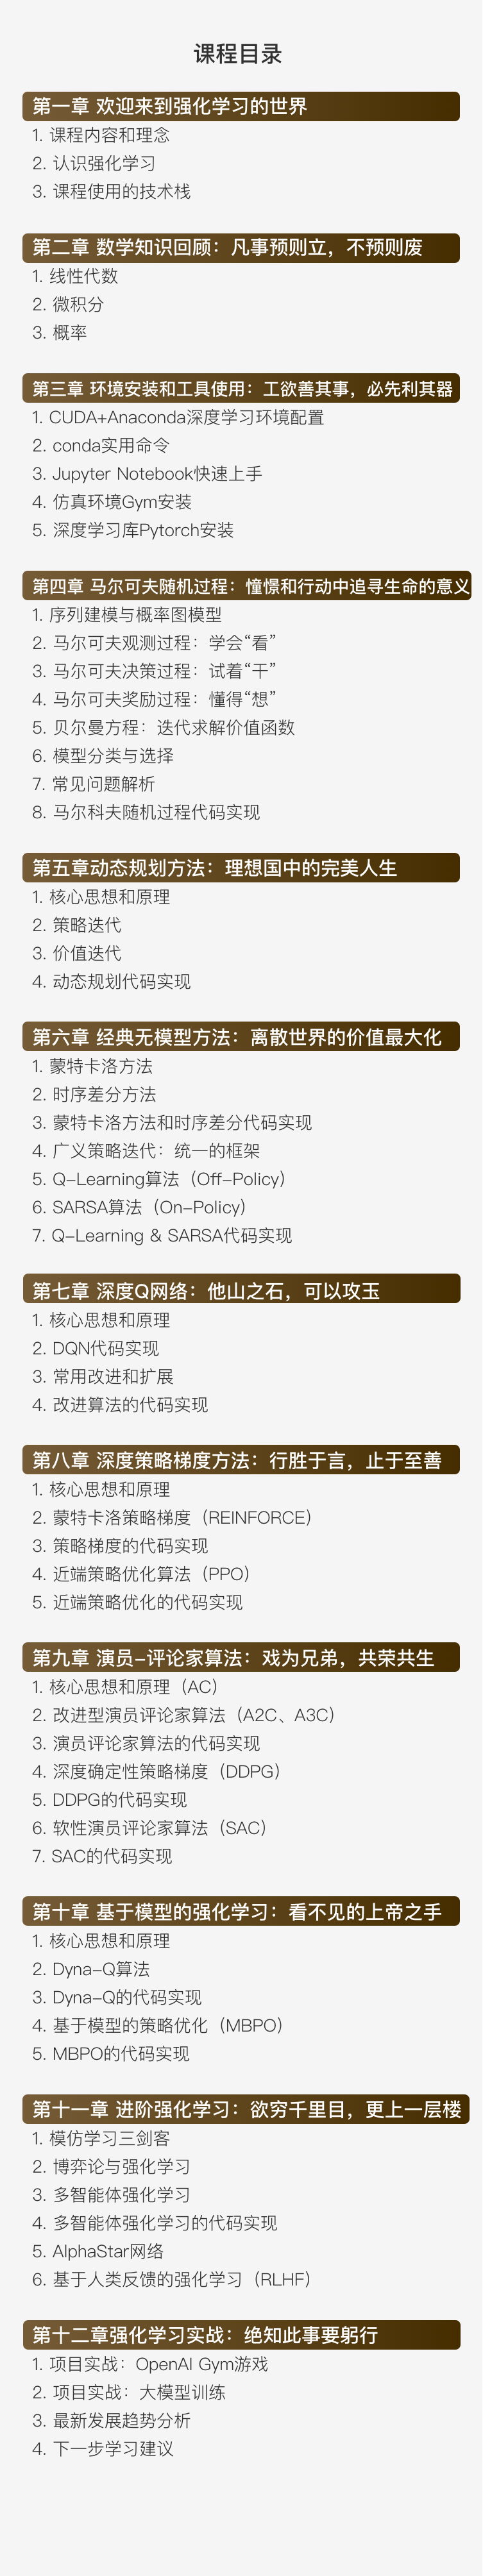 课程目录
第一章 欢迎来到强化学习的世界
1. 课程内容和理念
2. 认识强化学习
3. 课程使用的技术栈
第二章 数学知识回顾：凡事预则立，不预则废
1. 线性代数
2. 微积分
3. 概率
第三章 环境安装和工具使用：工欲善其事，必先利其器
1. CUDA+Anaconda深度学习环境配置
2. conda实用命令
3. Jupyter Notebook快速上手
4. 仿真环境Gym安装
5. 深度学习库Pytorch安装
第四章 马尔可夫随机过程：憧憬和行动中追寻生命的意义
1. 序列建模与概率图模型
2. 马尔可夫观测过程：学会“看”
3. 马尔可夫决策过程：试着“干”
4. 马尔可夫奖励过程：懂得“想”
5. 贝尔曼方程：迭代求解价值函数
6. 模型分类与选择
7. 常见问题解析
8. 马尔科夫随机过程代码实现
第五章动态规划方法：理想国中的完美人生
1. 核心思想和原理
2. 策略迭代
3. 价值迭代
4. 动态规划代码实现
第六章 经典无模型方法：离散世界的价值最大化
1. 蒙特卡洛方法
2. 时序差分方法
3. 蒙特卡洛方法和时序差分代码实现
4. 广义策略迭代：统一的框架
5. Q-Learning算法（Off-Policy）
6. SARSA算法（On-Policy）
7. Q-Learning & SARSA代码实现
第七章 深度Q网络：他山之石，可以攻玉
1. 核心思想和原理
2. DQN代码实现
3. 常用改进和扩展
4. 改进算法的代码实现
第八章 深度策略梯度方法：行胜于言，止于至善
1. 核心思想和原理
2. 蒙特卡洛策略梯度（REINFORCE）
3. 策略梯度的代码实现
4. 近端策略优化算法（PPO）
5. 近端策略优化的代码实现
第九章 演员-评论家算法：戏为兄弟，共荣共生
1. 核心思想和原理（AC）
2. 改进型演员评论家算法（A2C、A3C）
3. 演员评论家算法的代码实现
4. 深度确定性策略梯度（DDPG）
5. DDPG的代码实现
6. 软性演员评论家算法（SAC）
7. SAC的代码实现
第十章 基于模型的强化学习：看不见的上帝之手
1. 核心思想和原理
2. Dyna-Q算法
3. Dyna-Q的代码实现
4. 基于模型的策略优化（MBPO）
5. MBPO的代码实现
第十一章 进阶强化学习：欲穷千里目，更上一层楼
1. 模仿学习三剑客
2. 博弈论与强化学习
3. 多智能体强化学习
4. 多智能体强化学习的代码实现
5. AlphaStar网络
6. 基于人类反馈的强化学习（RLHF）
第十二章强化学习实战：绝知此事要躬行
1. 项目实战：OpenAI Gym游戏
2. 项目实战：大模型训练
3. 最新发展趋势分析
4. 下一步学习建议